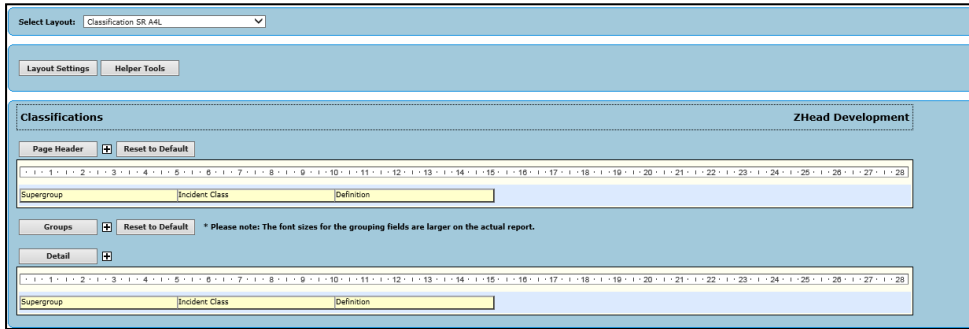 Select Layout: Classification SR A4L
Layout Settings Helper Tools
Classifications ZHead Development
Page Header Reset to Default
1 2 3 4 5 6 7 8 9 10 11 12 13 14 15 16 17 18 19 20 21 22 23 24 25 26 27 28
Supergroup Incident Class Definition
Groups Reset to Default * Please note: The font sizes for the grouping fields are larger on the actual report.
Detail
1 2 3 4 5 6 7 8 9 10 11 12 13 14 15 16 17 18 19 20 21 22 23 24 25 26 27 28
Supergroup Incident Class Definition